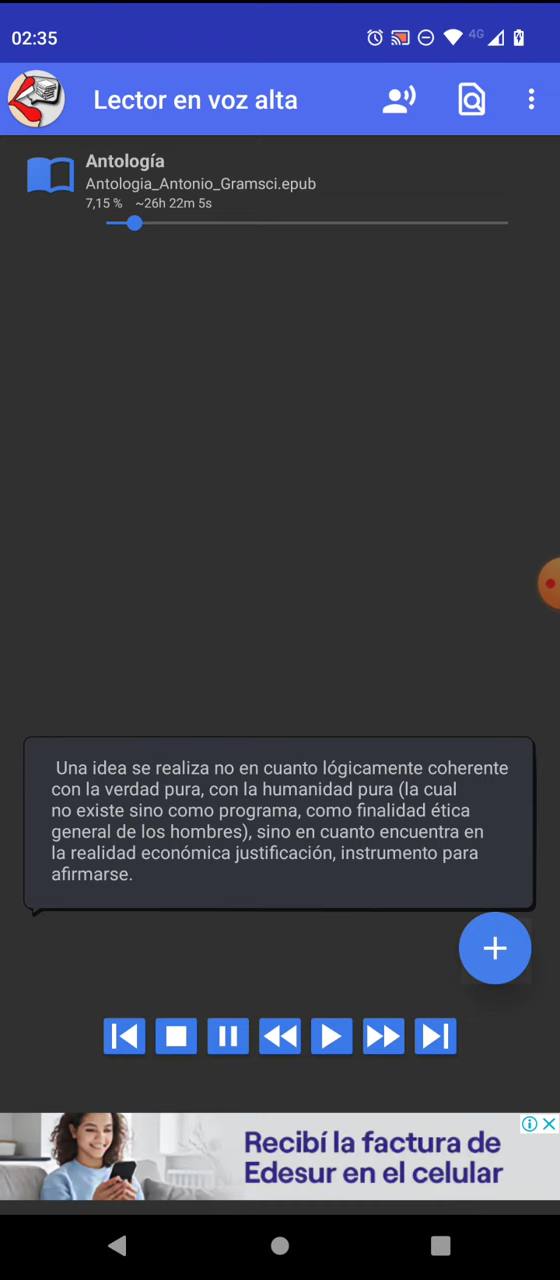 02:35
4G
Lector en voz alta
Antología
Antologia_Antonio_Gramsci.epub
7,15 % ~26h 22m 5s
Una idea se realiza no en cuanto lógicamente coherente
con la verdad pura, con la humanidad pura (la cual
no existe sino como programa, como finalidad ética
general de los hombres), sino en cuanto encuentra en
la realidad económica justificación, instrumento para
afirmarse.
Recibí la factura de
Edesur en el celular